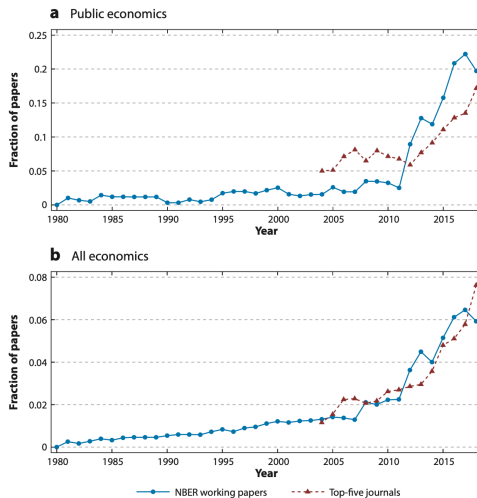 a Public economics
0.25
0.2
0.15
0.1
0.05
0
Fraction of papers
1980 1985 1990 1995 2000 2005 2010 2015
Year
b All economics
0.08
0.06
0.04
0.02
0
Fraction of papers
1980 1985 1990 1995 2000 2005 2010 2015
Year
NBER working papers Top-five journals